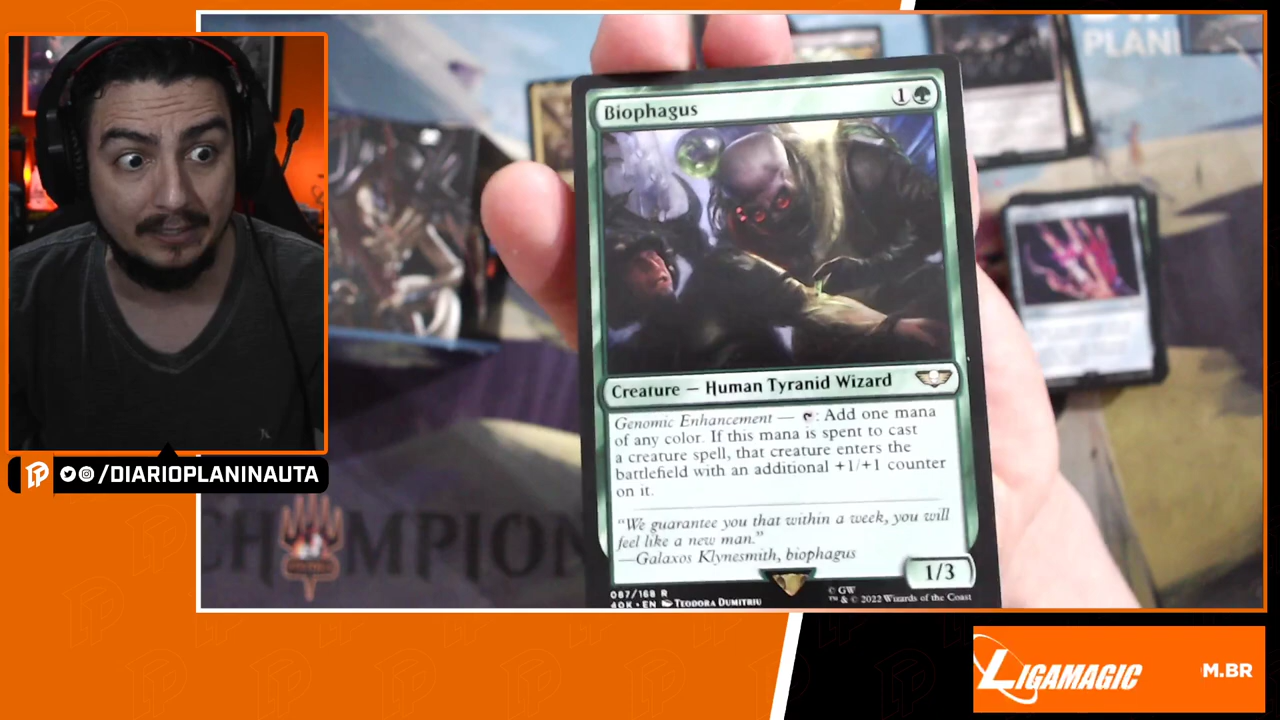 PLANI
Biophagus
1
Creature — Human Tyranid Wizard
Genomic Enhancement — : Add one mana
of any color. If this mana is spent to cast
a creature spell, that creature enters the
battlefield with an additional +1/+1 counter
on it.
“We guarantee you that within a week, you will
feel like a new man.”
—Galaxos Klynesmith, biophagus
1/3
087/168 R
40K • EN TEODORA DUMITRIU
© GW
™ & © 2022 Wizards of the Coast
/DIARIOPLANINAUTA
CHAMPION
LIGAMAGIC
M.BR